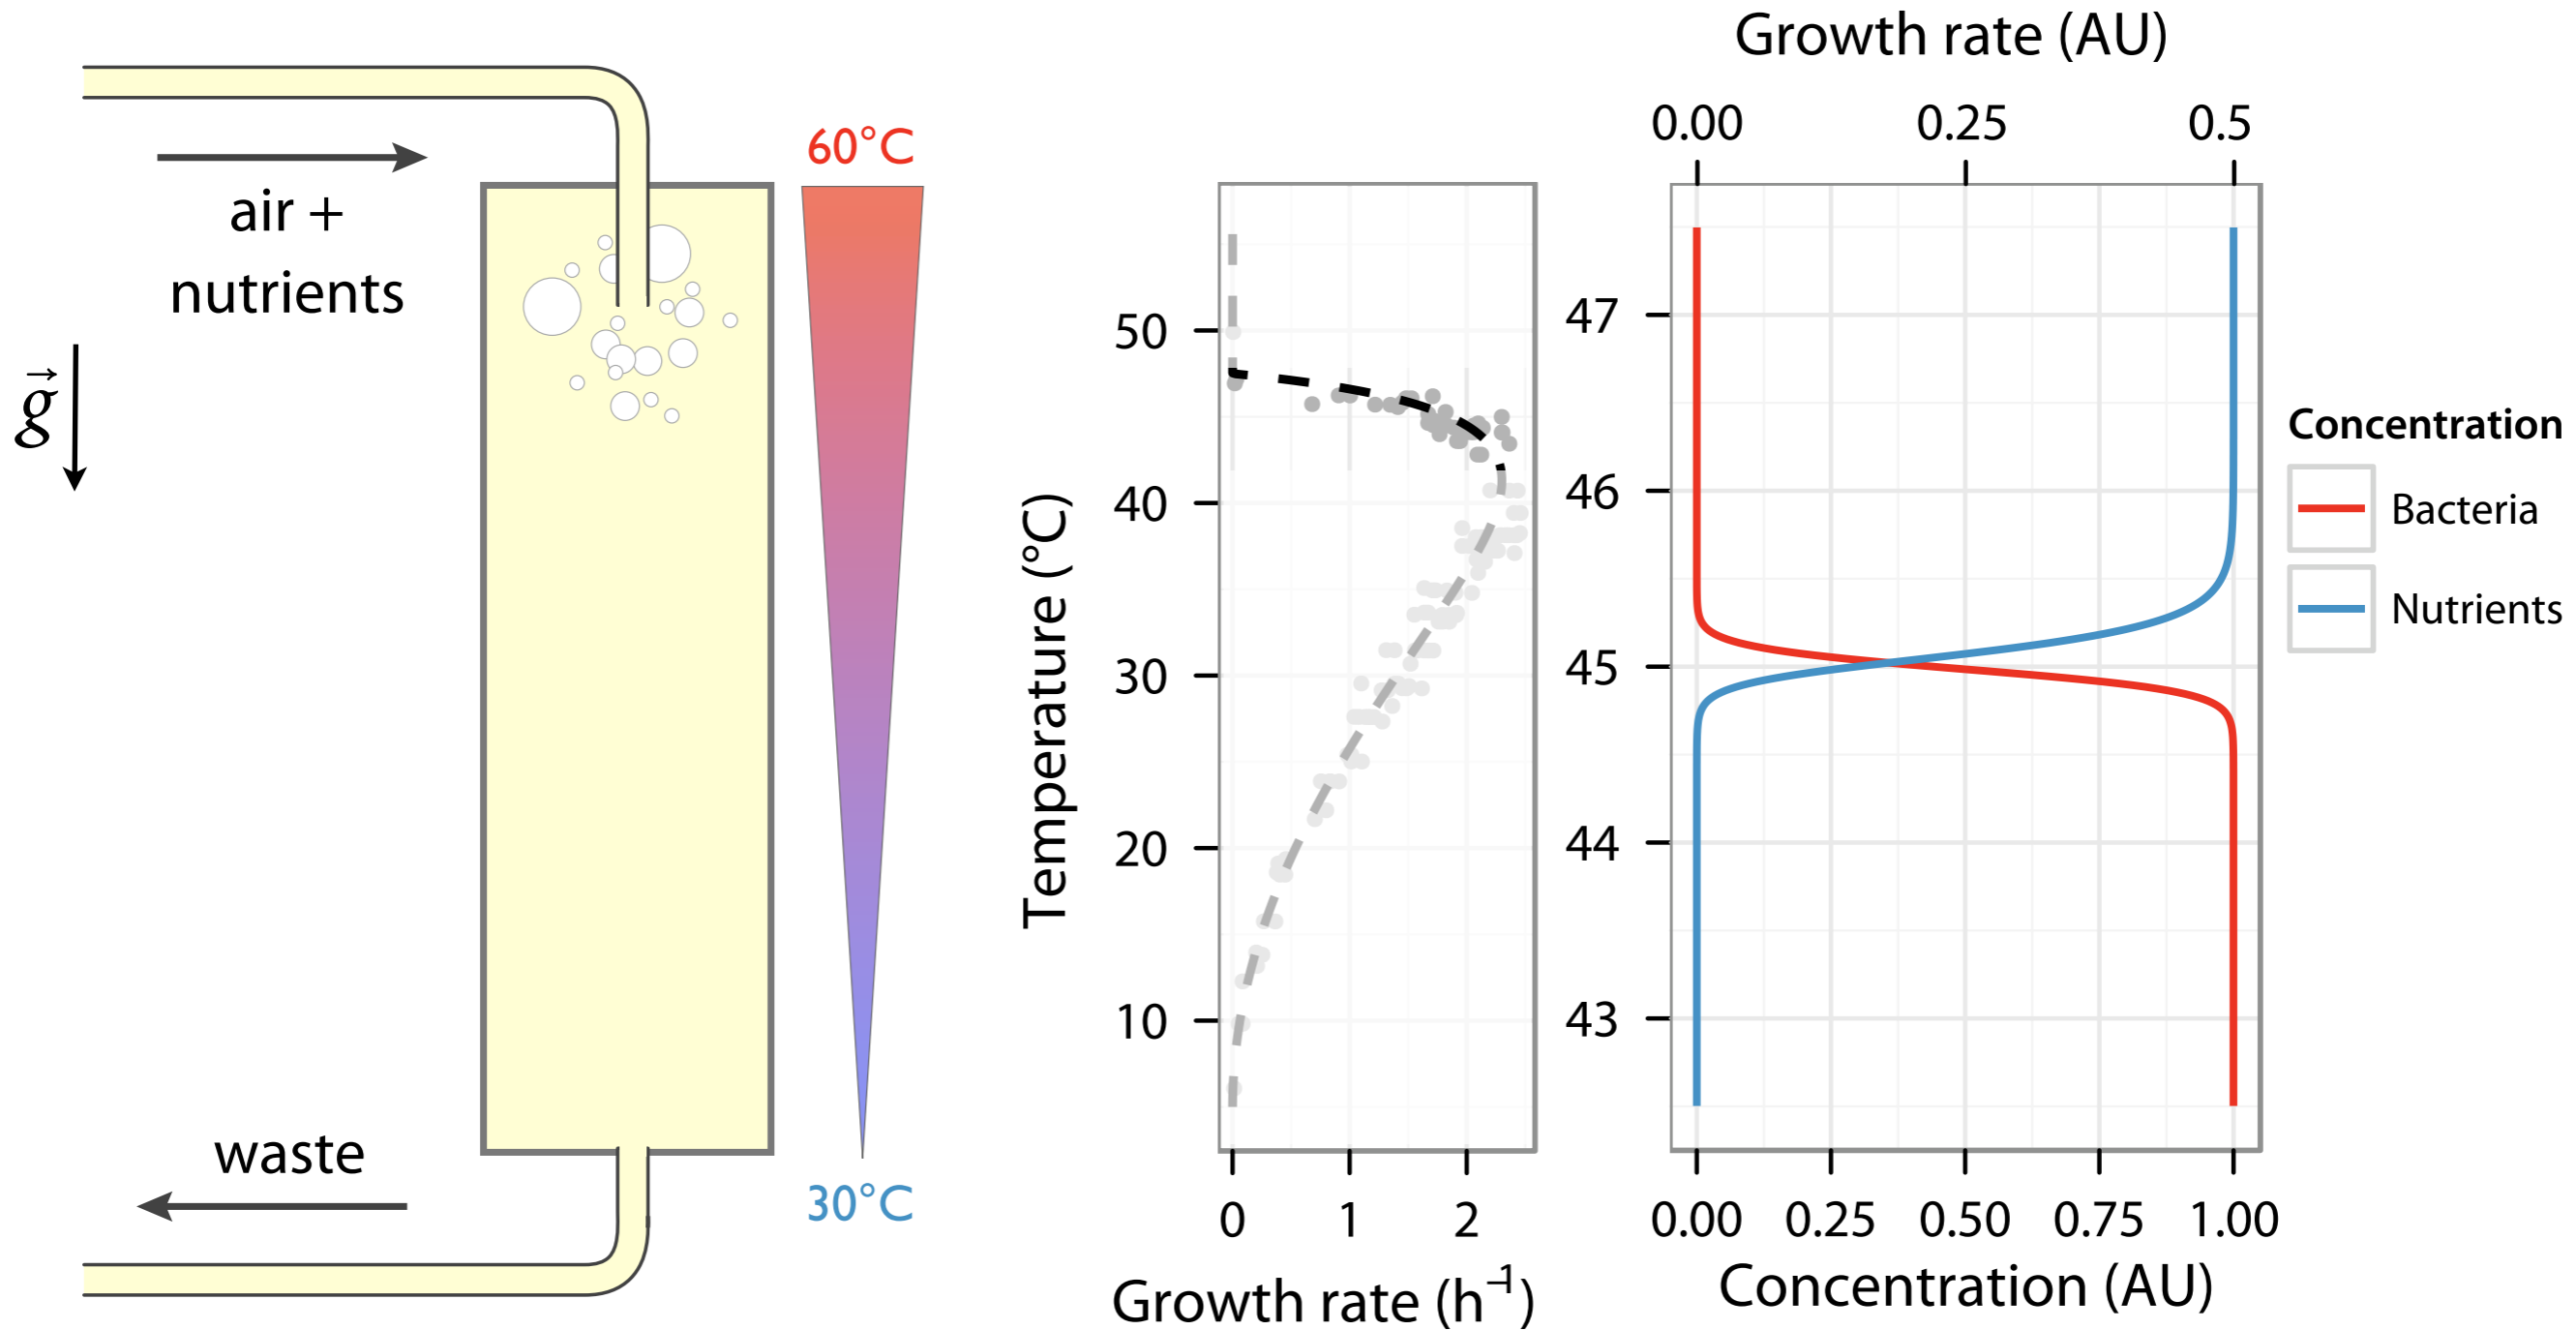 air +
nutrients
g
waste
60°C
30°C
Temperature (°C)
50
40
30
20
10
0 1 2
Growth rate (h⁻¹)
Growth rate (AU)
0.00 0.25 0.5
47
46
45
44
43
0.00 0.25 0.50 0.75 1.00
Concentration (AU)
Concentration
Bacteria
Nutrients